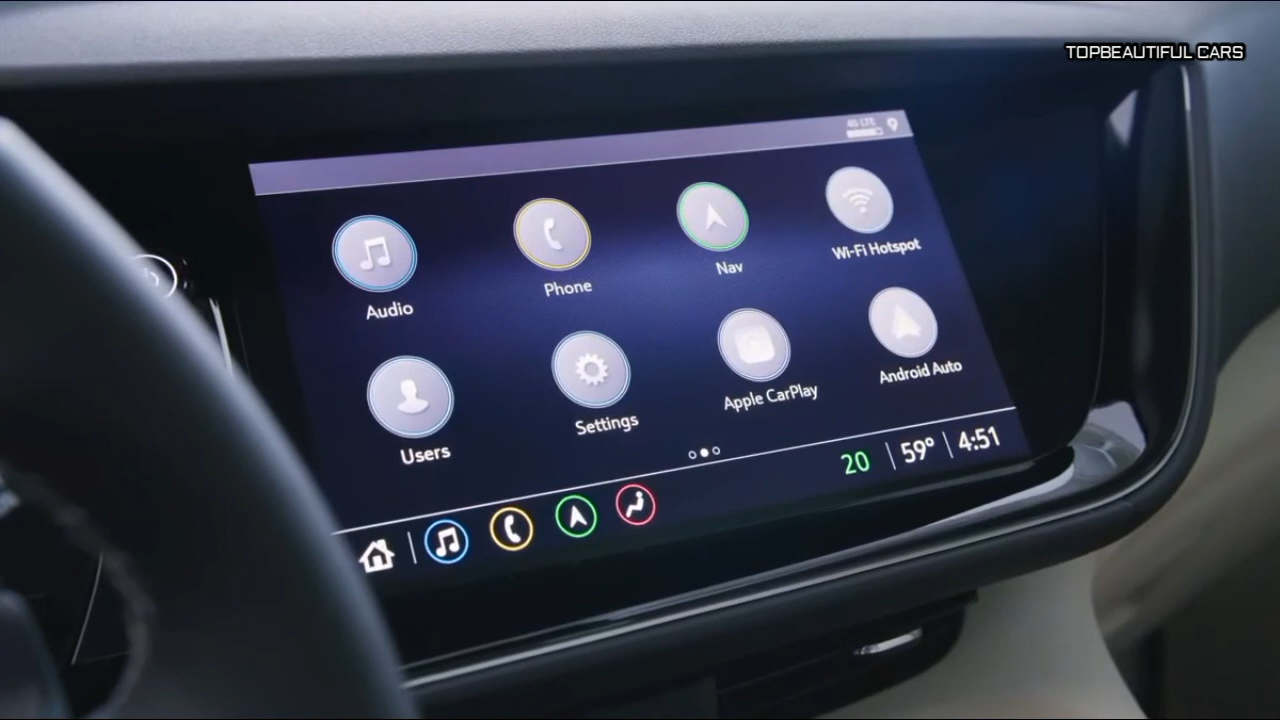 TOPBEAUTIFUL CARS
4G LTE
Audio
Phone
Nav
Wi-Fi Hotspot
Users
Settings
Apple CarPlay
Android Auto
20
59°
4:51